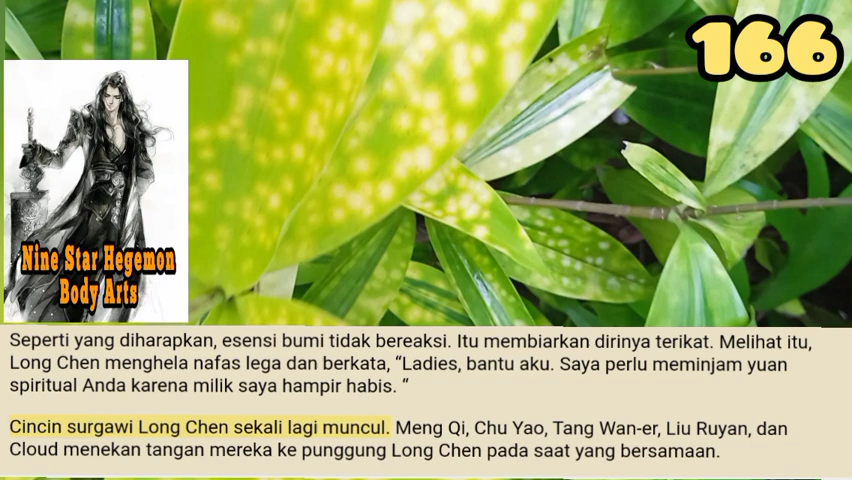 166
Nine Star Hegemon
Body Arts
Seperti yang diharapkan, esensi bumi tidak bereaksi. Itu membiarkan dirinya terikat. Melihat itu,
Long Chen menghela nafas lega dan berkata, “Ladies, bantu aku. Saya perlu meminjam yuan
spiritual Anda karena milik saya hampir habis. “
Cincin surgawi Long Chen sekali lagi muncul. Meng Qi, Chu Yao, Tang Wan-er, Liu Ruyan, dan
Cloud menekan tangan mereka ke punggung Long Chen pada saat yang bersamaan.